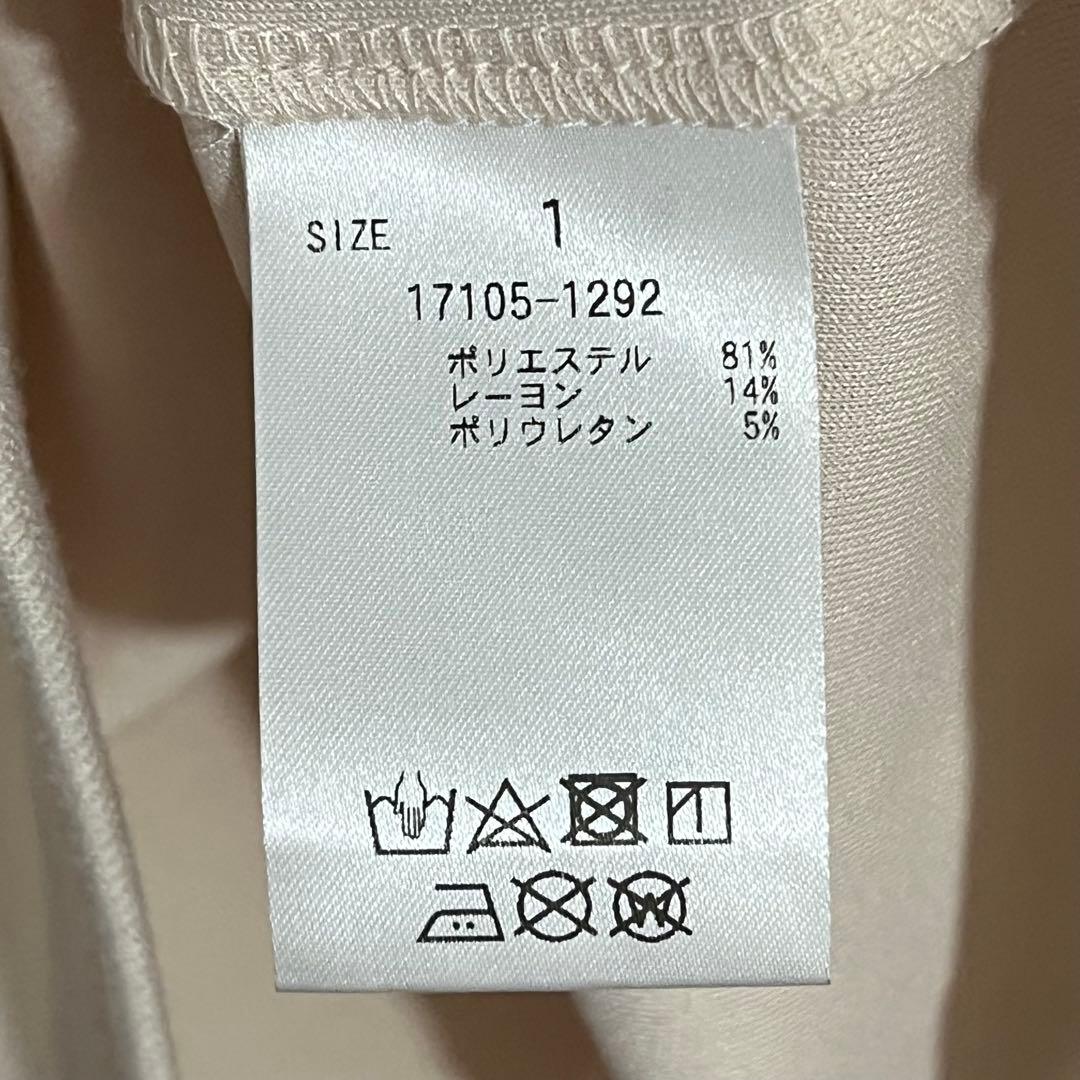 SIZE 1
17105-1292
ポリエステル 81%
レーヨン 14%
ポリウレタン 5%
W